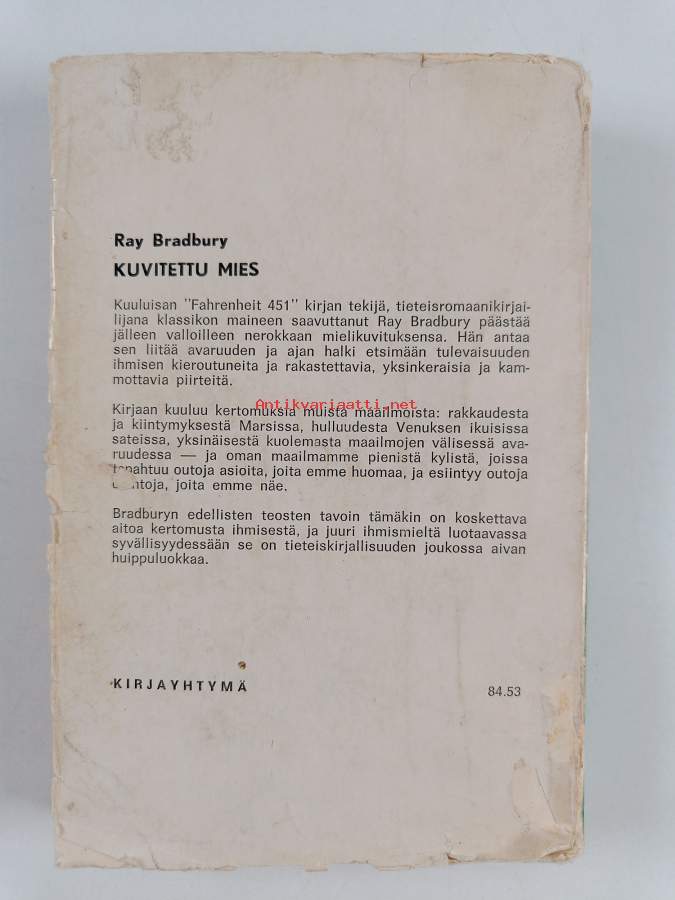 Ray Bradbury
KUVITETTU MIES
Kuuluisan "Fahrenheit 451" kirjan tekijä, tieteisromaanikirjai-
lijana klassikon maineen saavuttanut Ray Bradbury päästää
jälleen valloilleen nerokkaan mielikuvituksensa. Hän antaa
sen liitää avaruuden ja ajan halki etsimään tulevaisuuden
ihmisen kieroutuneita ja rakastettavia, yksinkeraisia ja kam-
mottavia piirteitä.
Antikvariaatti.net
Kirjaan kuuluu kertomuksia muista maailmoista: rakkaudesta
ja kiintymyksestä Marsissa, hulluudesta Venuksen ikuisissa
sateissa, yksinäisestä kuolemasta maailmojen välisessä ava-
ruudessa — ja oman maailmamme pienistä kylistä, joissa
tapahtuu outoja asioita, joita emme huomaa, ja esiintyy outoja
joita emme näe.
Bradburyn edellisten teosten tavoin tämäkin on koskettava
aitoa kertomusta ihmisestä, ja juuri ihmismieltä luotaavassa
syvällisyydessään se on tieteiskirjallisuuden joukossa aivan
huippuluokkaa.
KIRJAYHTYMÄ
84.53